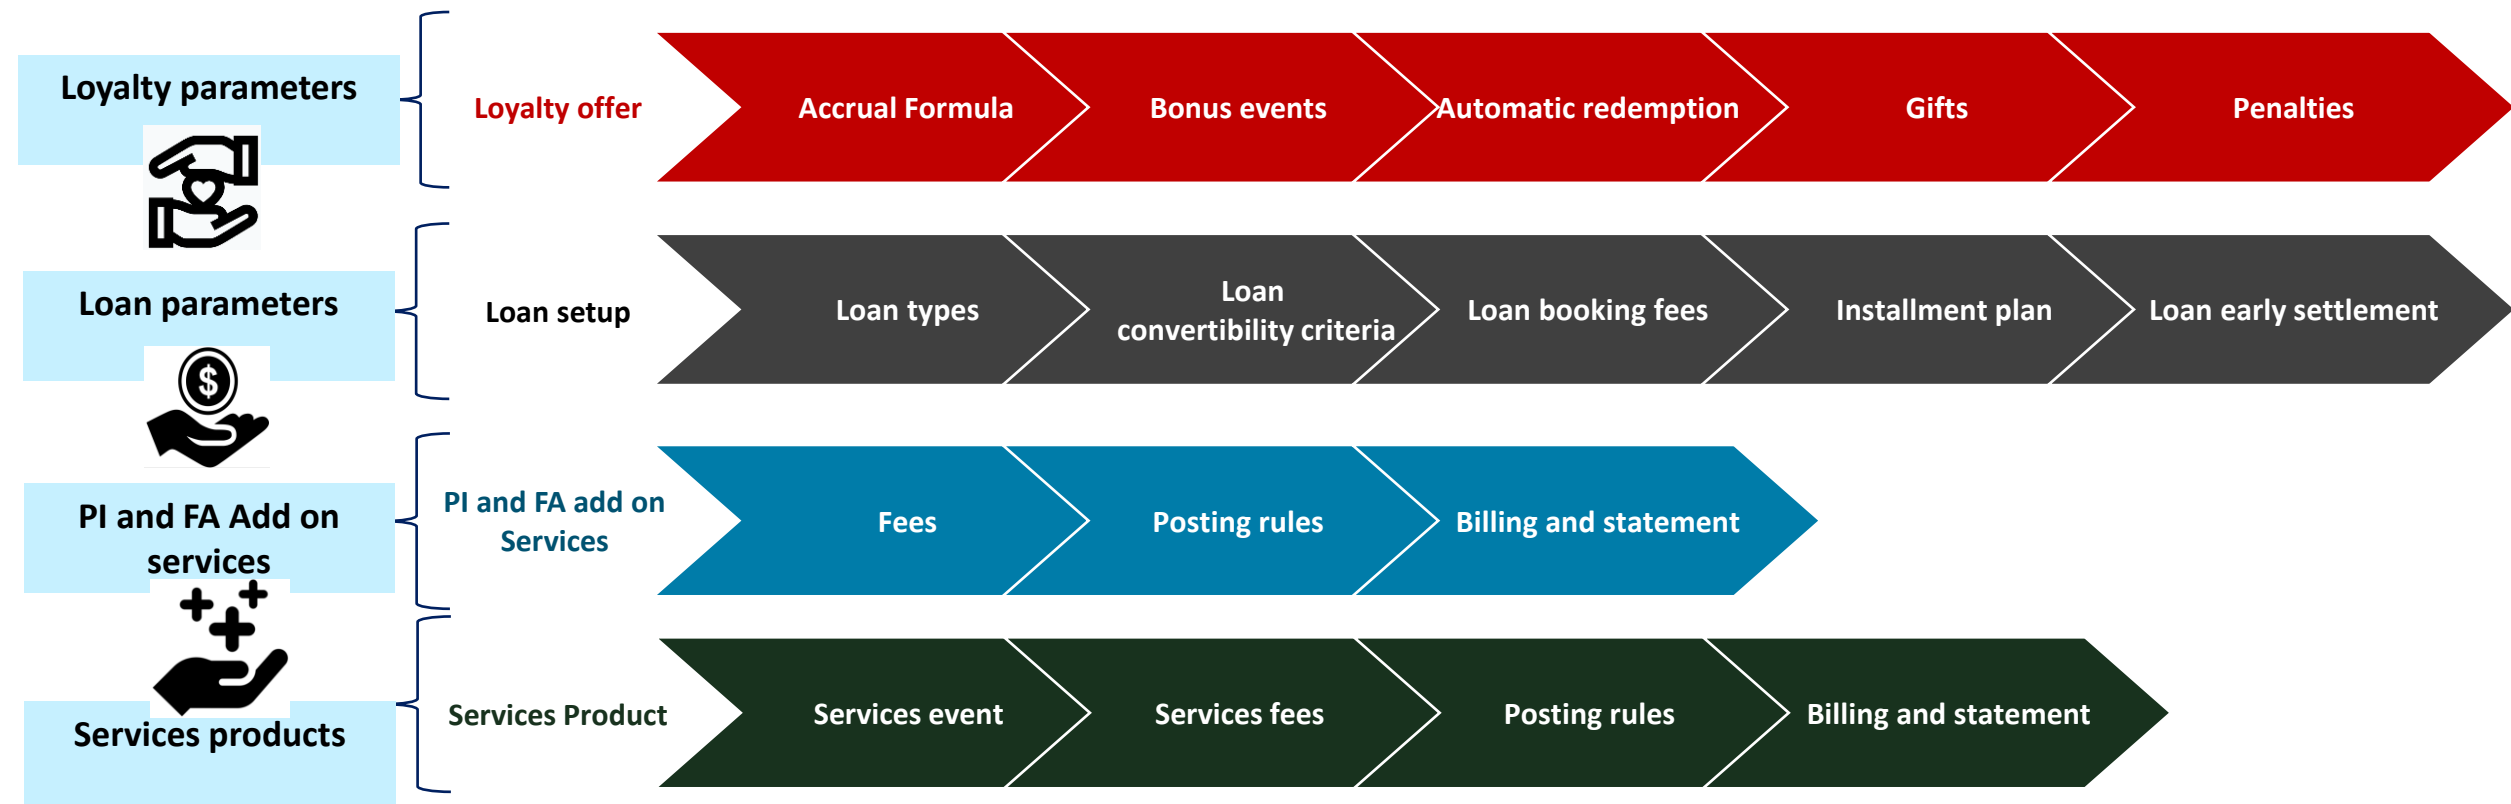 Loyalty parameters
Loyalty offer
Accrual Formula
Bonus events
Automatic redemption
Gifts
Penalties
Loan parameters
Loan setup
Loan types
Loan
convertibility criteria
Loan booking fees
Installment plan
Loan early settlement
PI and FA Add on
services
PI and FA add on
Services
Fees
Posting rules
Billing and statement
Services products
Services Product
Services event
Services fees
Posting rules
Billing and statement
$